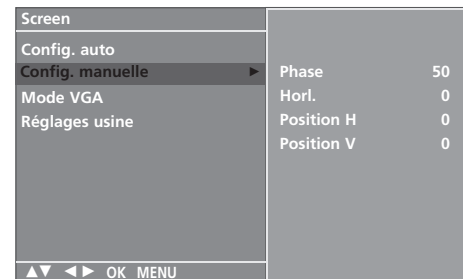 Screen
Config. auto
Config. manuelle ▶
Mode VGA
Réglages usine
Phase 50
Horl. 0
Position H 0
Position V 0
▲▼ ◀▶ OK MENU